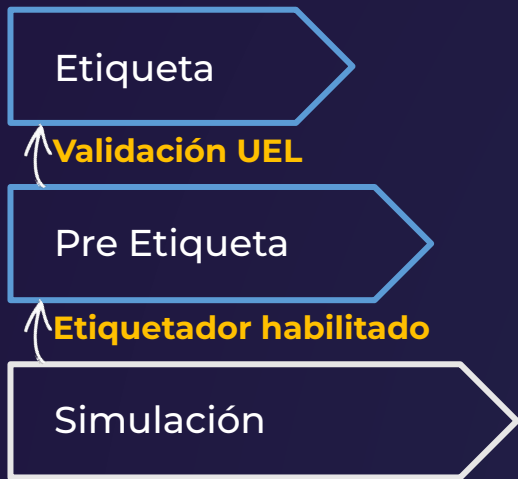 Etiqueta
Validación UEL
Pre Etiqueta
Etiquetador habilitado
Simulación